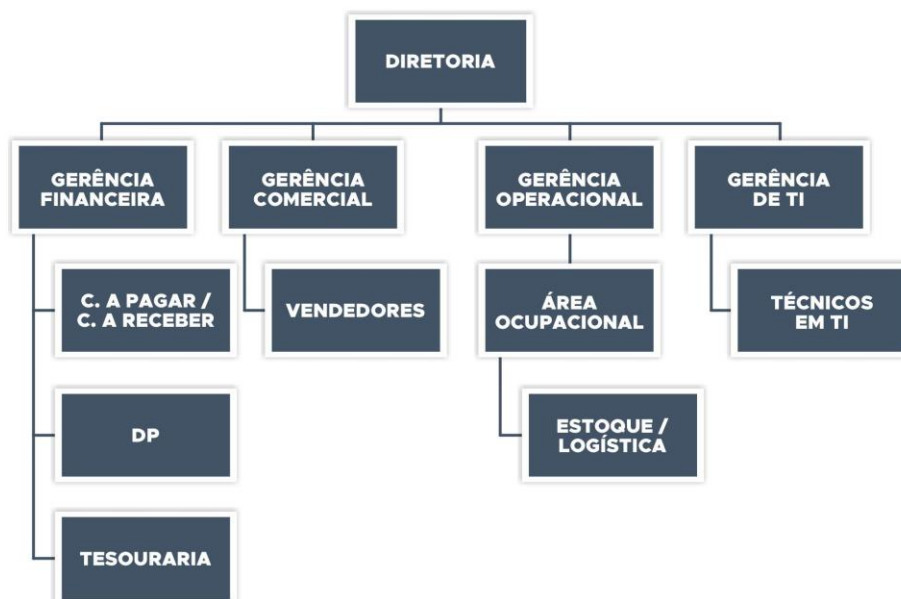 DIRETORIA
GERÊNCIA
FINANCEIRA
GERÊNCIA
COMERCIAL
GERÊNCIA
OPERACIONAL
GERÊNCIA
DE TI
C. A PAGAR /
C. A RECEBER
VENDEDORES
ÁREA
OCUPACIONAL
TÉCNICOS
EM TI
DP
ESTOQUE /
LOGÍSTICA
TESOURARIA